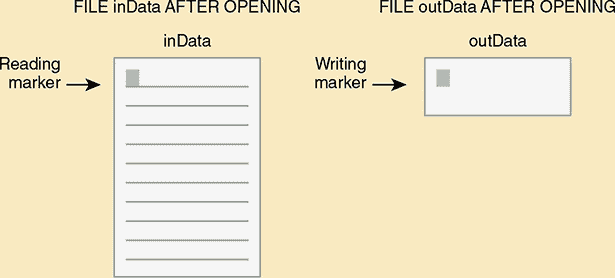 FILE inData AFTER OPENING
inData
Reading
marker
FILE outData AFTER OPENING
outData
Writing
marker